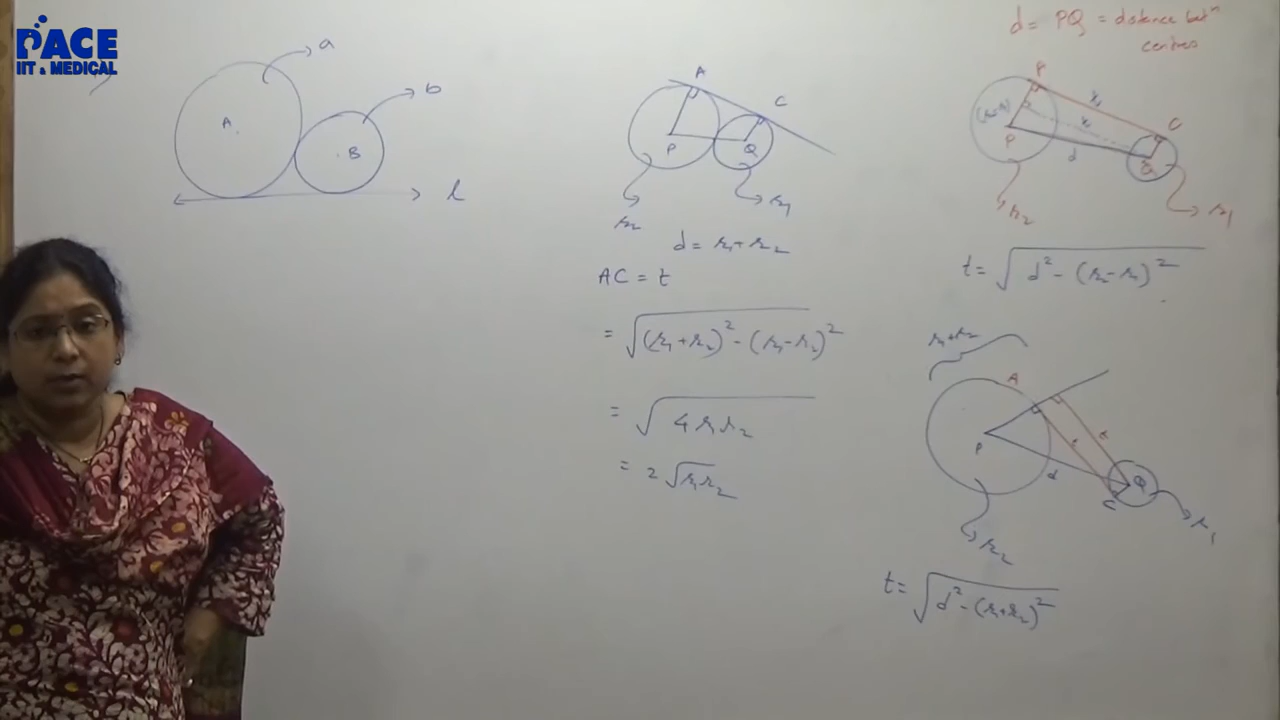 PACE
IIT & MEDICAL
a
b
A
B
l
A
C
P
Q
r₂
r₁
d = r₁+r₂
AC = t
= √(r₁+r₂)² - (r₁-r₂)²
= √4r₁r₂
= 2√r₁r₂
d = PQ = distance betⁿ
centres
P
C
P
d
Q
r₂
r₁
t = √d² - (r₂-r₁)²
r₁+r₂
A
P
t
t
d
Q
C
r₁
r₂
t = √d² - (r₁+r₂)²